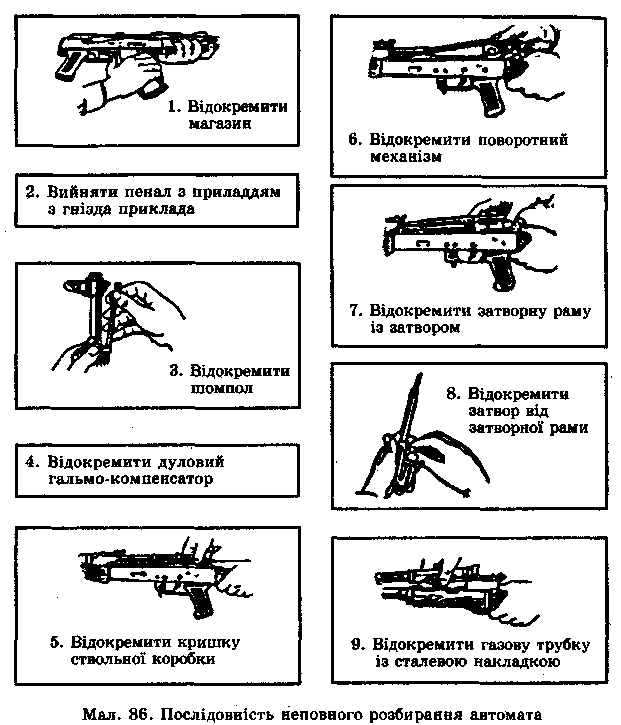 1. Відокремити
магазин
2. Вийняти пенал з приладдям
з гнізда приклада
3. Відокремити
шомпол
4. Відокремити дуловий
гальмо-компенсатор
5. Відокремити кришку
ствольної коробки
6. Відокремити поворотний
механізм
7. Відокремити затворну раму
із затвором
8. Відокремити
затвор від
затворної рами
9. Відокремити газову трубку
із сталевою накладкою
Мал. 86. Послідовність неповного розбирання автомата